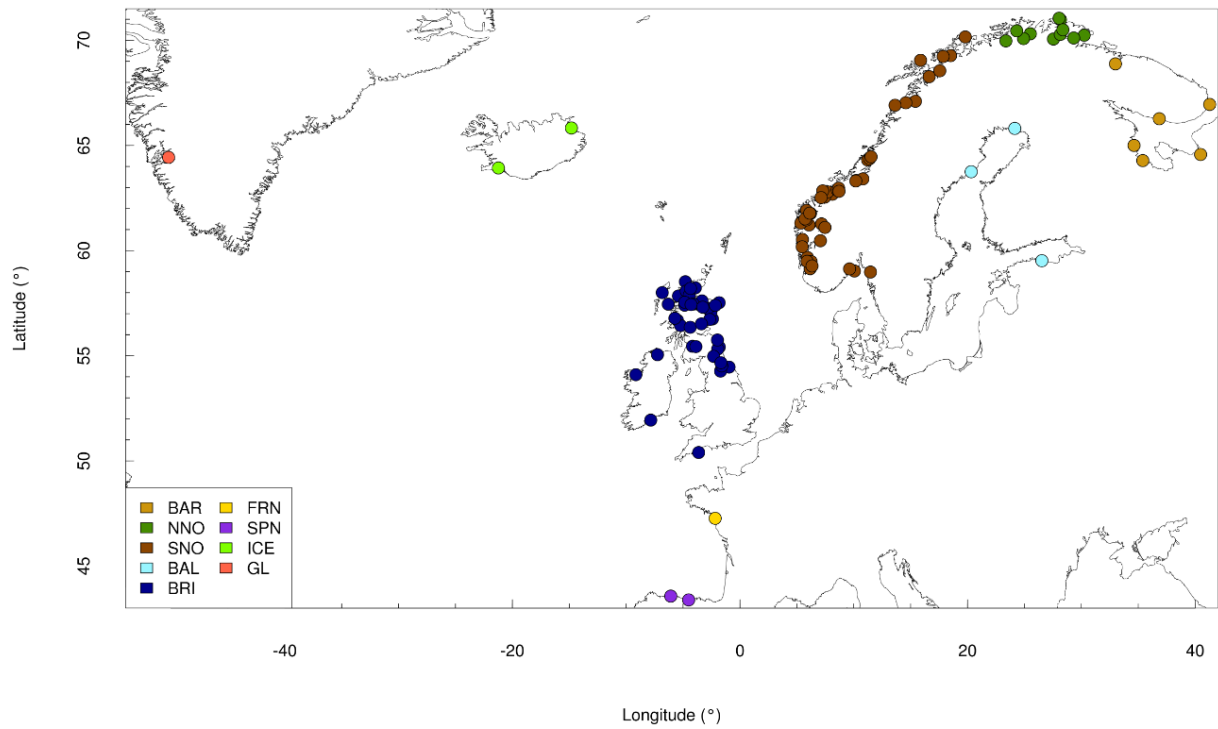 70
65
60
55
50
45
Latitude (°)
BAR FRN
NNO SPN
SNO ICE
BAL GL
BRI
-40 -20 0 20 40
Longitude (°)